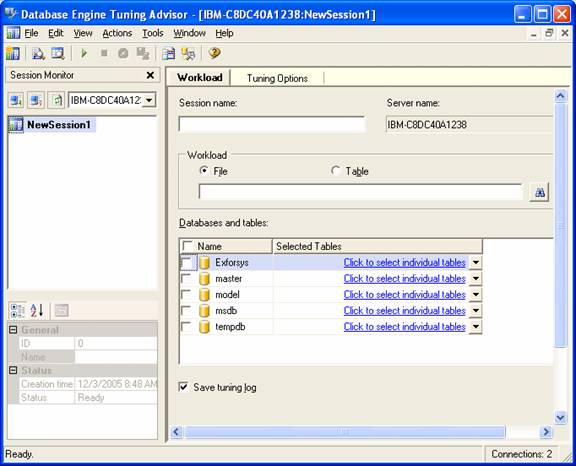 Database Engine Tuning Advisor - [IBM-C8DC40A1238:NewSession1]
File Edit View Actions Tools Window Help
Session Monitor
IBM-C8DC40A12
NewSession1
General
ID 0
Name
Status
Creation time 12/3/2005 8:48 AM
Status Ready
Workload Tuning Options
Session name: Server name:
IBM-C8DC40A1238
Workload
File Table
Databases and tables:
Name Selected Tables
Exforsys Click to select individual tables
master Click to select individual tables
model Click to select individual tables
msdb Click to select individual tables
tempdb Click to select individual tables
Save tuning log
Ready. Connections: 2